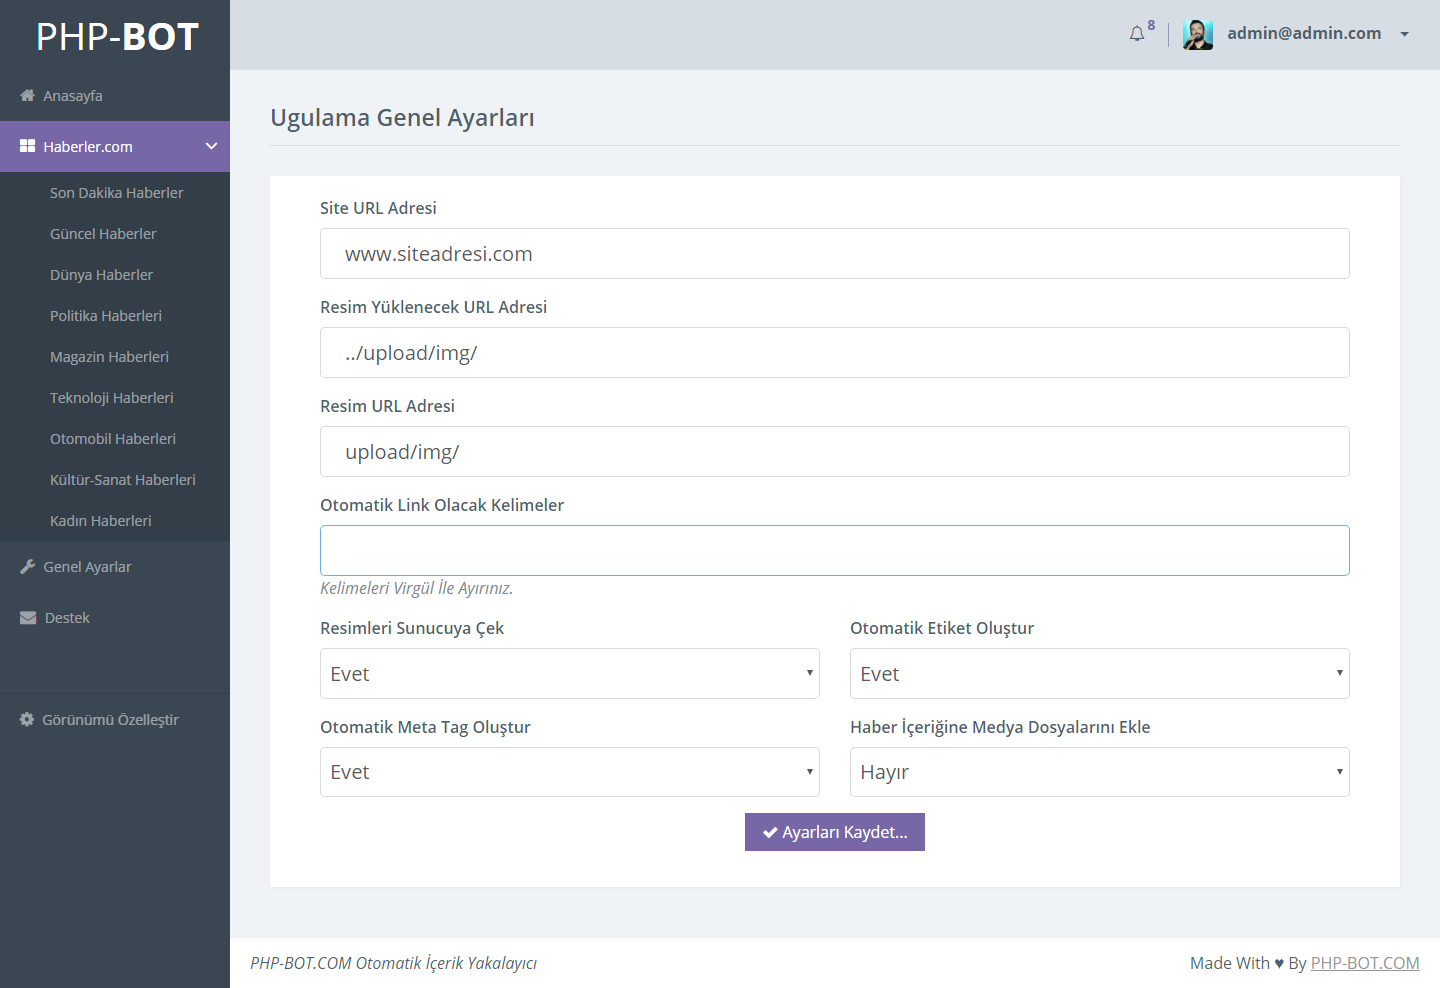 PHP-BOT
8
admin@admin.com
Anasayfa
Haberler.com
Son Dakika Haberler
Güncel Haberler
Dünya Haberler
Politika Haberleri
Magazin Haberleri
Teknoloji Haberleri
Otomobil Haberleri
Kültür-Sanat Haberleri
Kadın Haberleri
Genel Ayarlar
Destek
Görünümü Özelleştir
Ugulama Genel Ayarları
Site URL Adresi
www.siteadresi.com
Resim Yüklenecek URL Adresi
../upload/img/
Resim URL Adresi
upload/img/
Otomatik Link Olacak Kelimeler
Kelimeleri Virgül İle Ayırınız.
Resimleri Sunucuya Çek
Evet
Otomatik Etiket Oluştur
Evet
Otomatik Meta Tag Oluştur
Evet
Haber İçeriğine Medya Dosyalarını Ekle
Hayır
Ayarları Kaydet...
PHP-BOT.COM Otomatik İçerik Yakalayıcı
Made With ♥ By PHP-BOT.COM